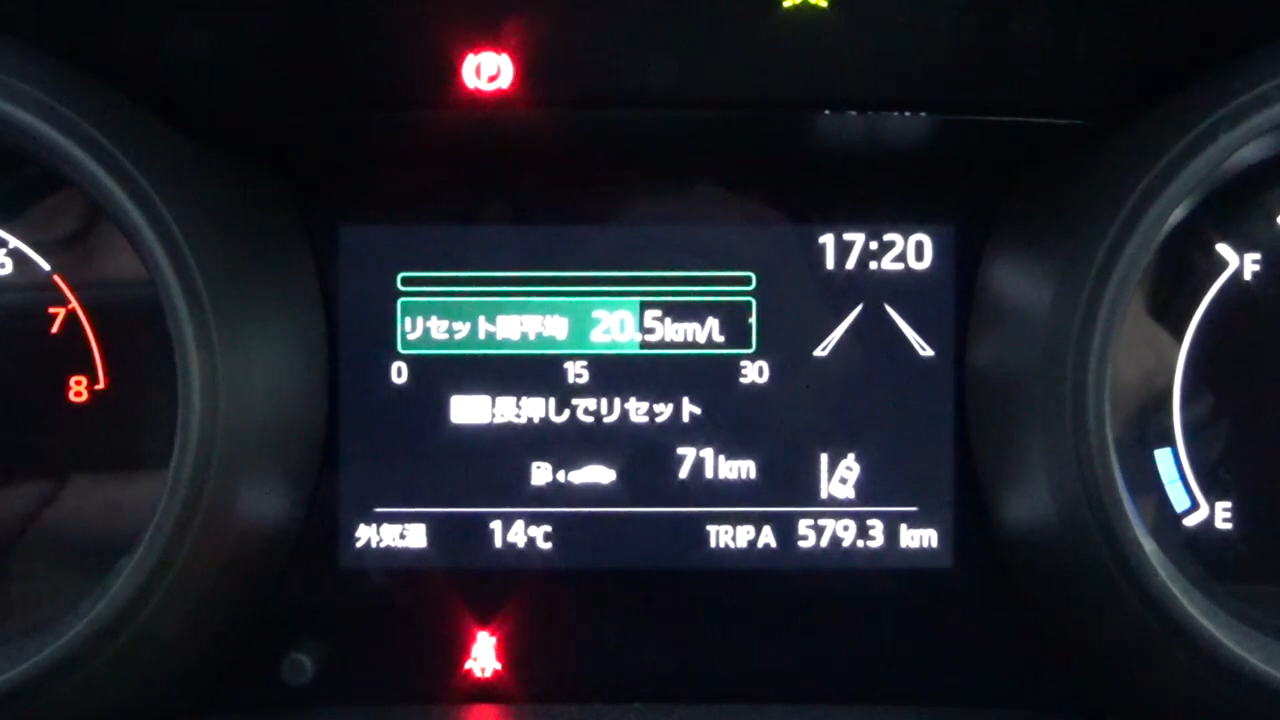 P
17:20
6
7
8
リセット間平均 20.5km/L
0 15 30
長押しでリセット
71km
外気温 14℃ TRIP A 579.3 km
F
E